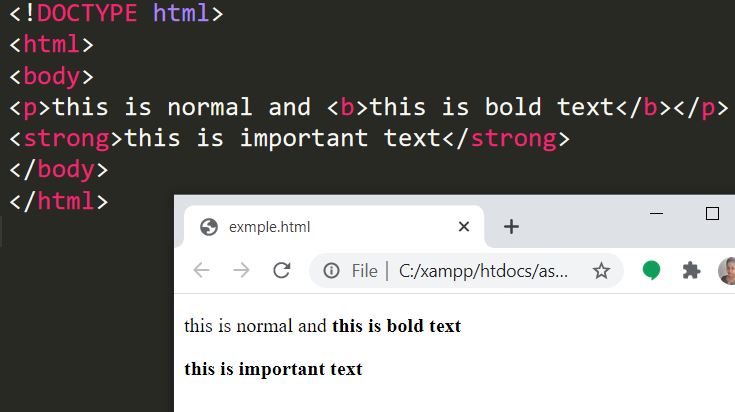 <!DOCTYPE html>
<html>
<body>
<p>this is normal and <b>this is bold text</b></p>
<strong>this is important text</strong>
</body>
</html>
exmple.html
File | C:/xampp/htdocs/as...
this is normal and this is bold text
this is important text